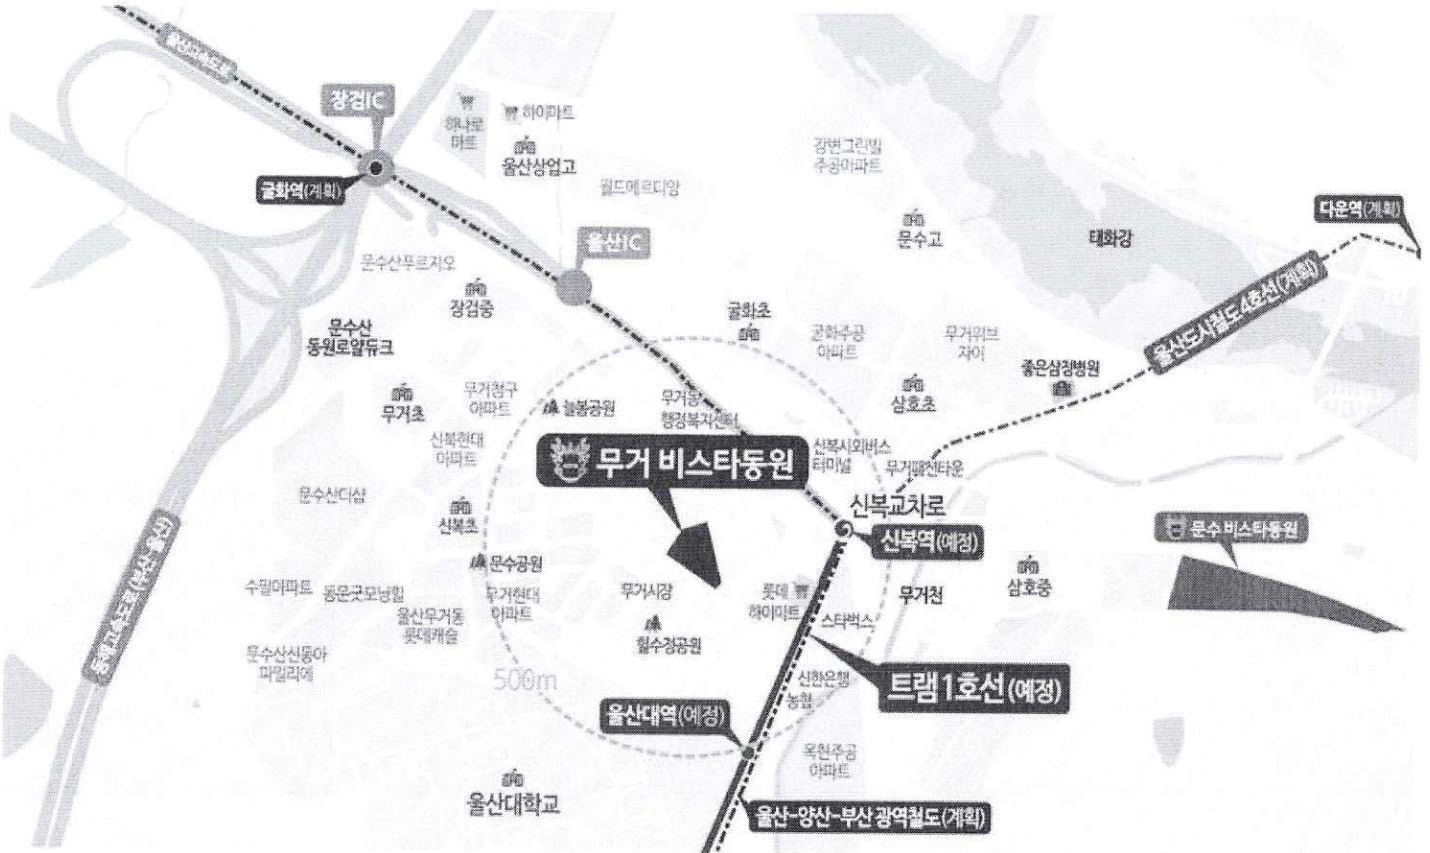 울산고속도로
장검IC
하나로
마트
하이마트
울산상업고
강변그린빌
주공아파트
굴화역(계획)
월드메르디앙
다운역(계획)
문수고
태화강
울산IC
문수산푸르지오
장검중
울산도시철도4호선(계획)
굴화초
문수산
동원로얄듀크
굴화주공
아파트
무거위브
자이
좋은삼정병원
무거초
무거청구
아파트
늘봄공원
무거동
행정복지센터
삼호초
신복현대
아파트
무거 비스타동원
신복시외버스
터미널
무거패션타운
문수산더샵
신복초
신복교차로
신복역(예정)
문수 비스타동원
문수공원
동해고속도로(부산-울산)
수필아파트
동문굿모닝힐
울산무거동
롯데캐슬
무거현대
아파트
무거시장
롯데
하이마트
무거천
삼호중
스타벅스
헐수정공원
문수산신동아
파밀리에
500m
신한은행
농협
트램1호선(예정)
울산대역(예정)
옥현주공
아파트
울산대학교
울산-양산-부산 광역철도(계획)